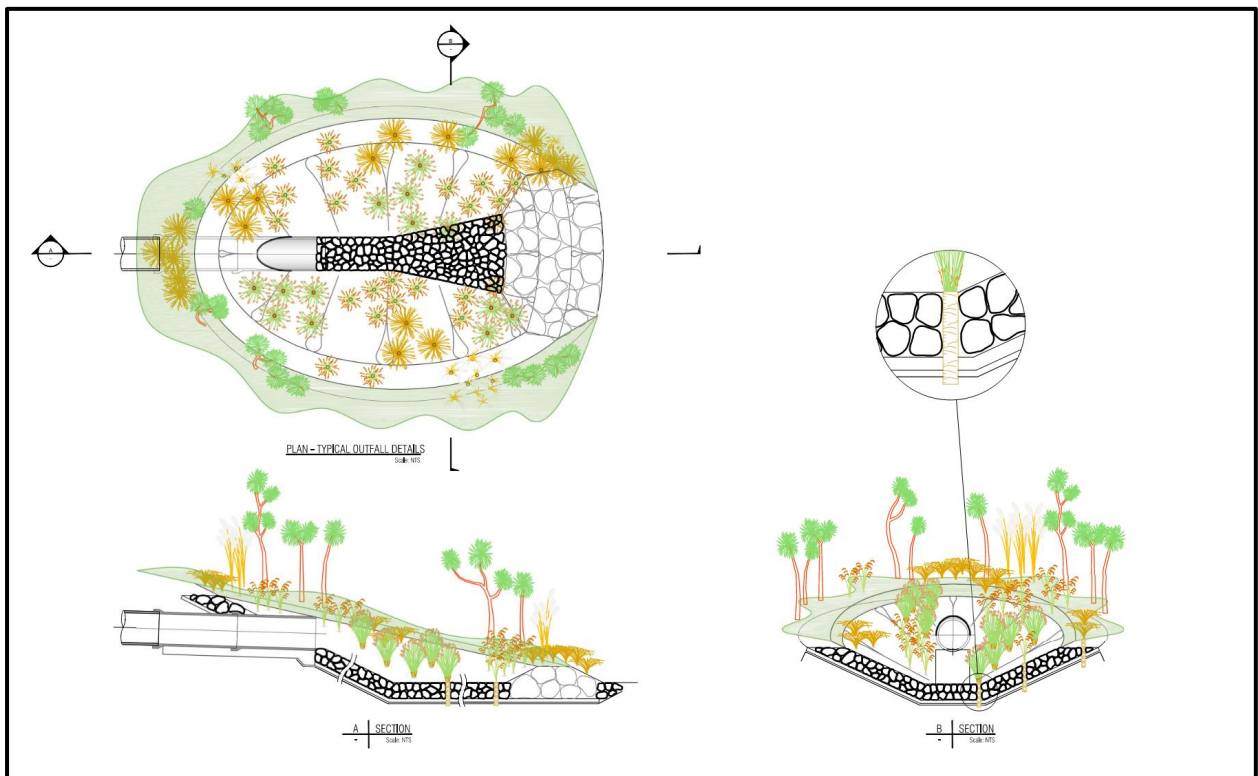 B
-
A
-
PLAN - TYPICAL OUTFALL DETAILS
Scale: NTS
A SECTION
- Scale: NTS
B SECTION
- Scale: NTS